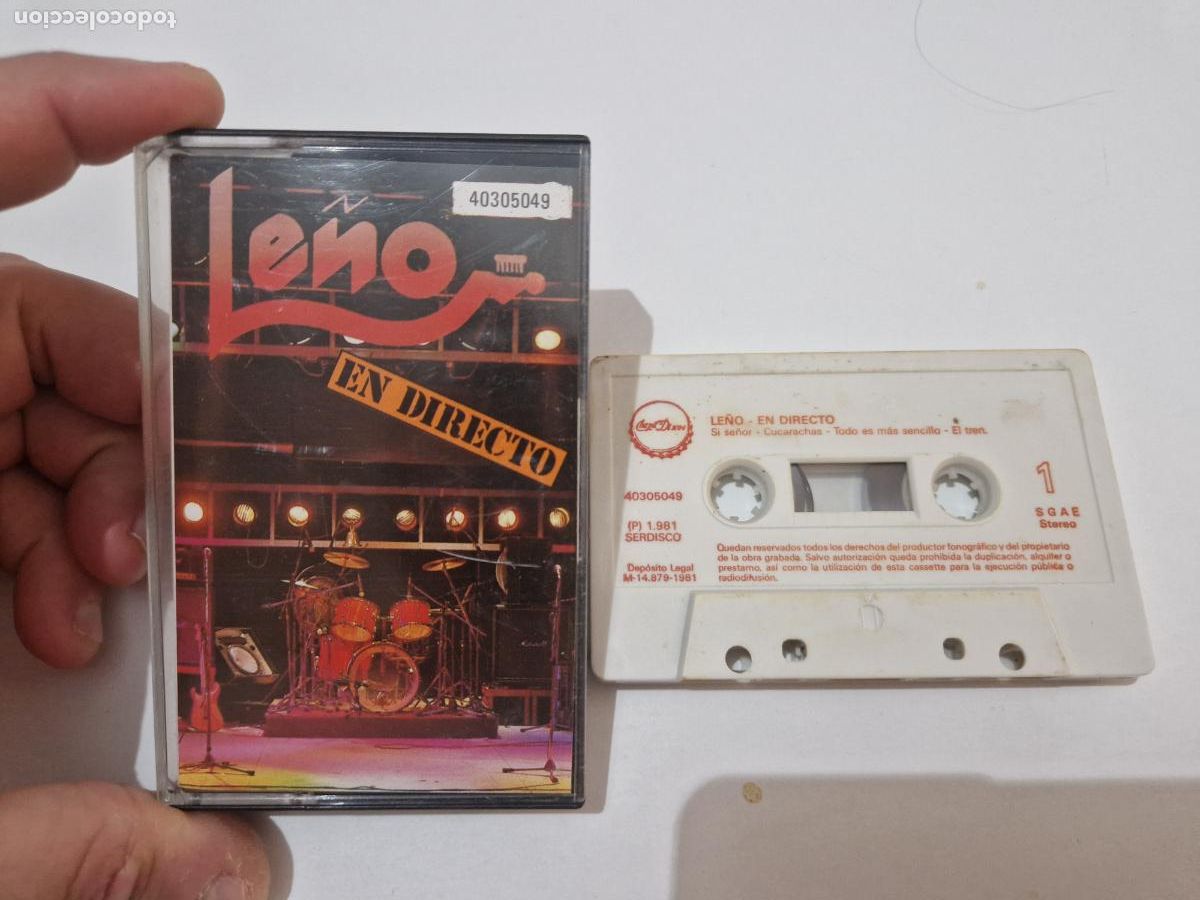 todocoleccion
40305049
Leño
EN DIRECTO
LEÑO - EN DIRECTO
Si señor - Cucarachas - Todo es más sencillo - El tren.
40305049
1
(P) 1.981
SERDISCO
S G A E
Stereo
Depósito Legal
M-14.879-1981
Quedan reservados todos los derechos del productor fonográfico y del propietario
de la obra grabada. Salvo autorización queda prohibida la duplicación, alquiler o
prestamo, así como la utilización de esta cassette para la ejecución pública o
radiodifusión.